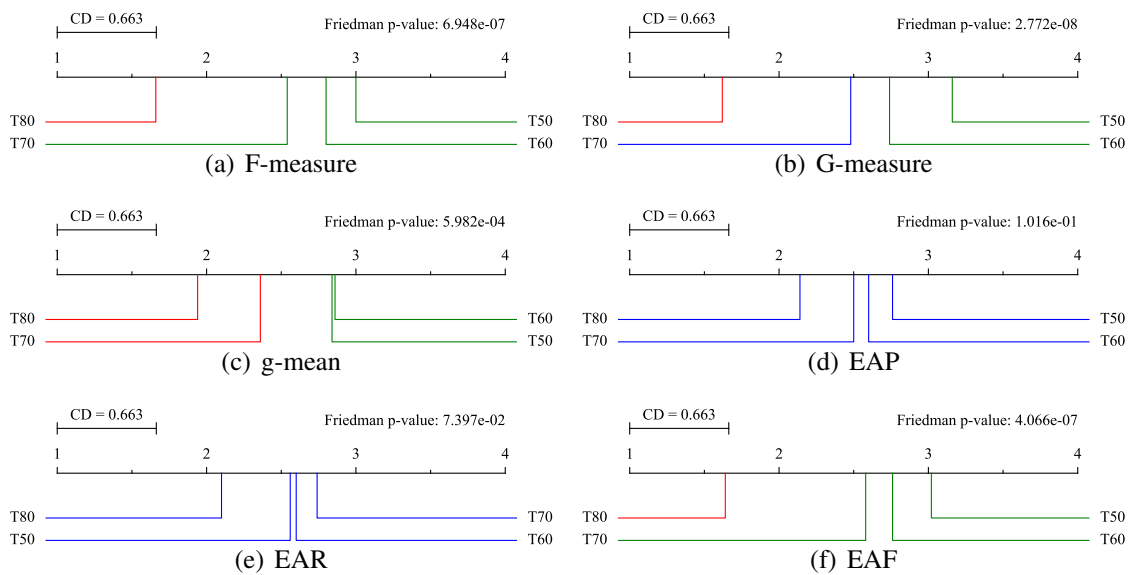 CD = 0.663
Friedman p-value: 6.948e-07
1 2 3 4
T80 T50
T70 T60
(a) F-measure
CD = 0.663
Friedman p-value: 2.772e-08
1 2 3 4
T80 T50
T70 T60
(b) G-measure
CD = 0.663
Friedman p-value: 5.982e-04
1 2 3 4
T80 T60
T70 T50
(c) g-mean
CD = 0.663
Friedman p-value: 1.016e-01
1 2 3 4
T80 T50
T70 T60
(d) EAP
CD = 0.663
Friedman p-value: 7.397e-02
1 2 3 4
T80 T70
T50 T60
(e) EAR
CD = 0.663
Friedman p-value: 4.066e-07
1 2 3 4
T80 T50
T70 T60
(f) EAF